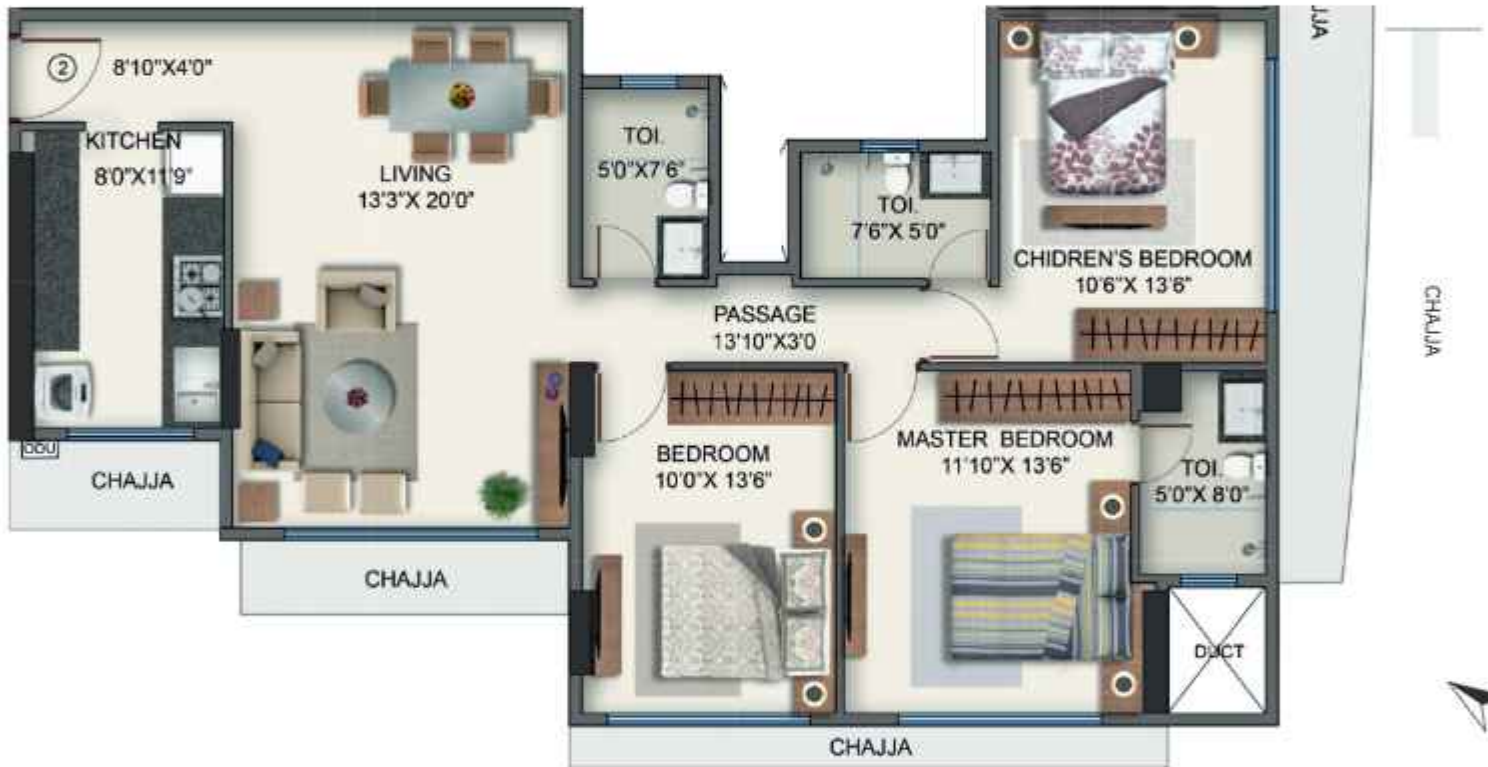 ②
8'10"X4'0"
KITCHEN
8'0"X11'9"
LIVING
13'3"X 20'0"
TOI.
5'0"X7'6"
TOI.
7'6"X 5'0"
CHIDREN'S BEDROOM
10'6"X 13'6"
PASSAGE
13'10"X3'0
BEDROOM
10'0"X 13'6"
MASTER BEDROOM
11'10"X 13'6"
TOI.
5'0"X 8'0"
DUCT
ODU
CHAJJA
CHAJJA
CHAJJA
CHAJJA
JJA